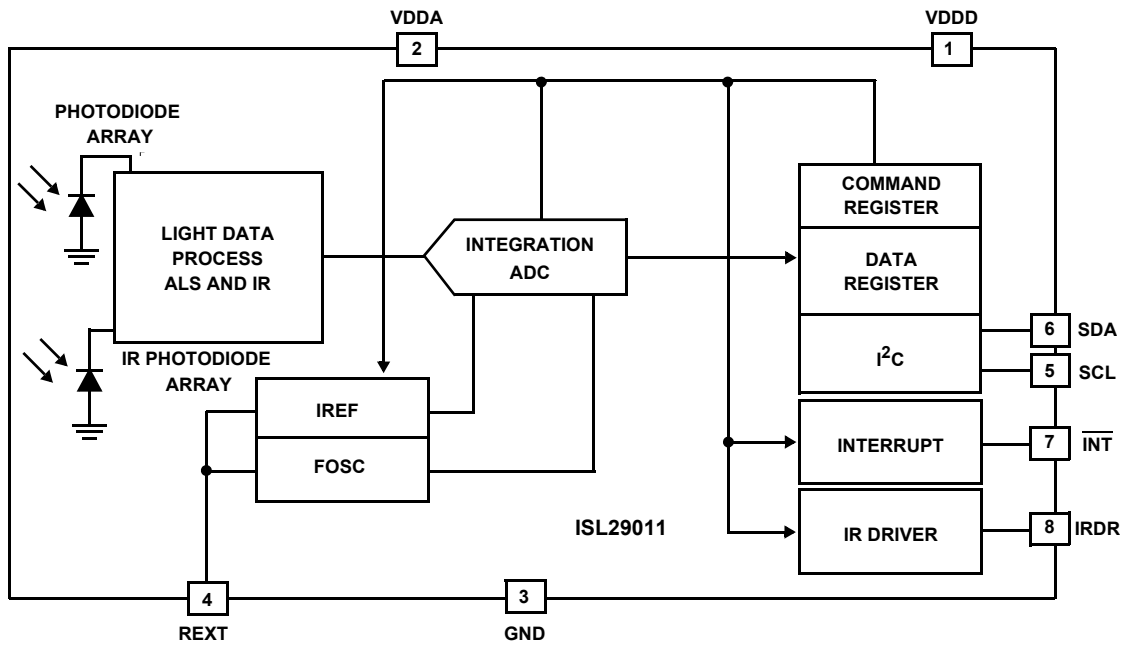 VDDA
VDDD
2
1
PHOTODIODE
ARRAY
COMMAND
REGISTER
LIGHT DATA
PROCESS
ALS AND IR
INTEGRATION
ADC
DATA
REGISTER
I²C
6 SDA
5 SCL
IR PHOTODIODE
ARRAY
IREF
FOSC
INTERRUPT
7 I̅N̅T̅
ISL29011
IR DRIVER
8 IRDR
4
3
REXT
GND